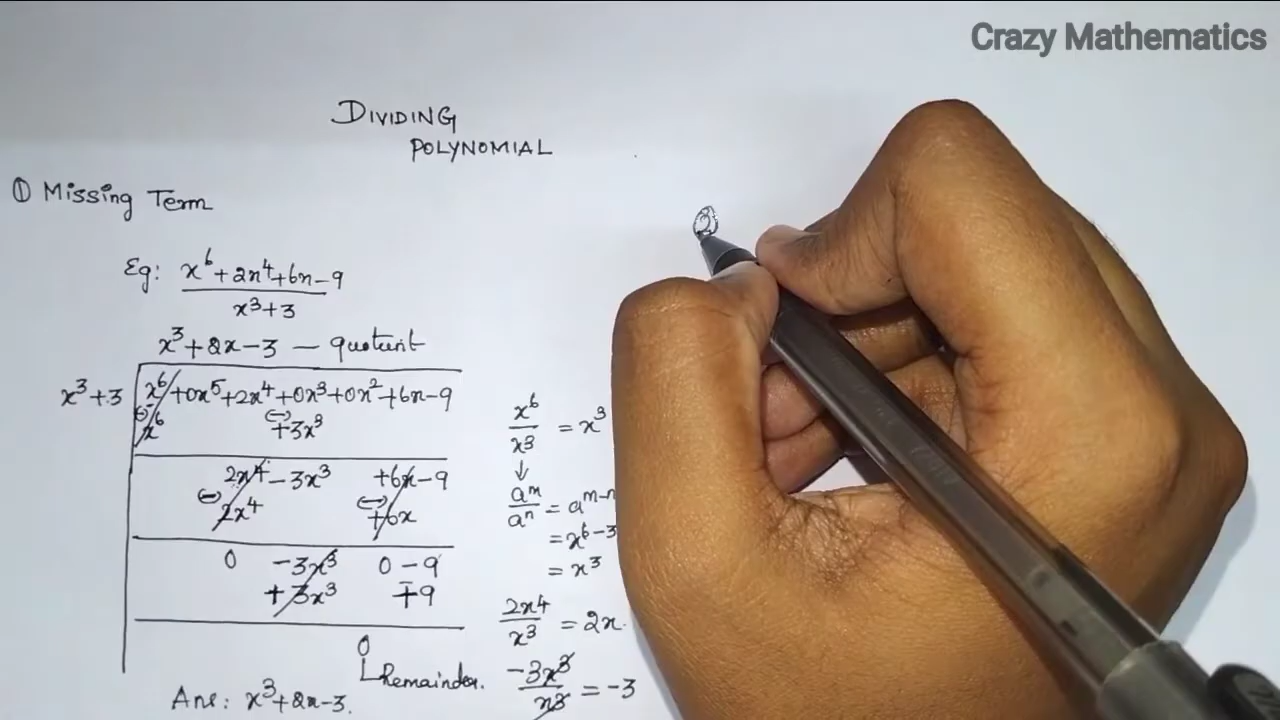 Crazy Mathematics
DIVIDING
POLYNOMIAL
① Missing Term
Eg: x⁶+2x⁴+6x-9
x³+3
x³+2x-3 — quotient
x³+3
x⁶+0x⁵+2x⁴+0x³+0x²+6x-9
(-) x⁶ (-) +3x³
2x⁴-3x³ +6x-9
(-) 2x⁴ (-) +6x
0 -3x³ 0-9
+3x³ ∓9
0
Remainder.
Ans: x³+2x-3.
x⁶/x³ = x³
↓
aᵐ/aⁿ = aᵐ⁻ⁿ
= x⁶⁻³
= x³
2x⁴/x³ = 2x.
-3x³/x³ = -3
②